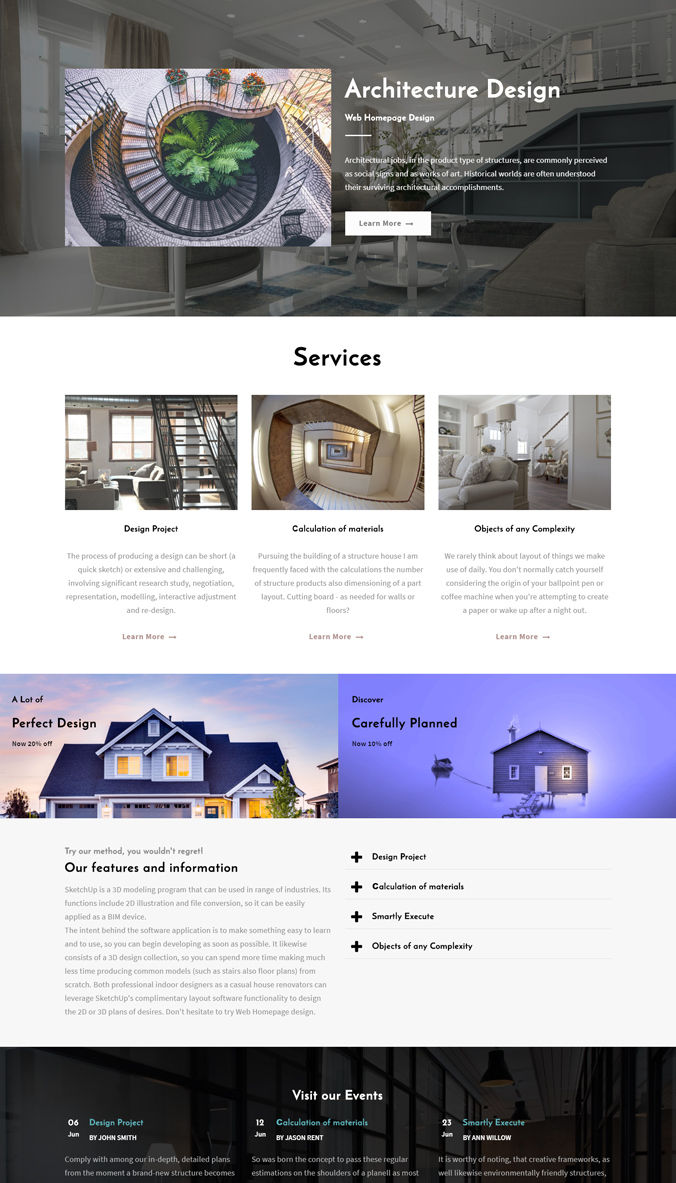 Architecture Design
Web Homepage Design
Architectural jobs, in the product type of structures, are commonly perceived
as social signs and as works of art. Historical worlds are often understood
their surviving architectural accomplishments.
Learn More
Services
Design Project
The process of producing a design can be short (a
quick sketch) or extensive and challenging,
involving significant research study, negotiation,
representation, modelling, interactive adjustment
and re-design.
Learn More
Calculation of materials
Pursuing the building of a structure house I am
frequently faced with the calculations the number
of structure products also dimensioning of a part
layout. Cutting board - as needed for walls or
floors?
Learn More
Objects of any Complexity
We rarely think about layout of things we make
use of daily. You don't normally catch yourself
considering the origin of your ballpoint pen or
coffee machine when you're attempting to create
a paper or wake up after a night out.
Learn More
A Lot of
Perfect Design
Now 20% off
Discover
Carefully Planned
Now 10% off
Try our method, you wouldn't regret!
Our features and information
SketchUp is a 3D modeling program that can be used in range of industries. Its
functions include 2D illustration and file conversion, so it can be easily
applied as a BIM device.
The intent behind the software application is to make something easy to learn
and to use, so you can begin developing as soon as possible. It likewise
consists of a 3D design collection, so you can spend more time making much
less time producing common models (such as stairs also floor plans) from
scratch. Both professional indoor designers as a casual house renovators can
leverage SketchUp's complimentary layout software functionality to design
the 2D or 3D plans of desires. Don't hesitate to try Web Homepage design.
Design Project
Calculation of materials
Smartly Execute
Objects of any Complexity
Visit our Events
06
Jun
Design Project
BY JOHN SMITH
Comply with among our in-depth, detailed plans
from the moment a brand-new structure becomes
12
Jun
Calculation of materials
BY JASON RENT
So was born the concept to pass these regular
estimations on the shoulders of a planell as most
23
Jun
Smartly Execute
BY ANN WILLOW
It is worthy of noting, that creative frameworks, as
well likewise environmentally friendly structures,